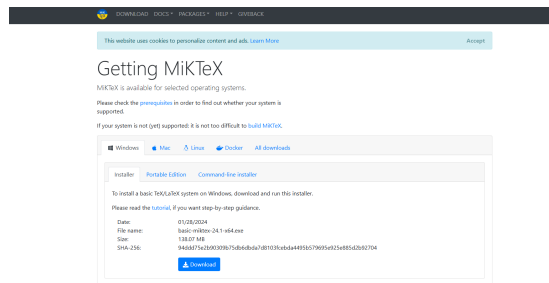 DOWNLOAD DOCS PACKAGES HELP GIVEBACK
This website uses cookies to personalize content and ads. Learn More Accept
Getting MiKTeX
MiKTeX is available for selected operating systems.
Please check the prerequisites in order to find out whether your system is
supported.
If your system is not (yet) supported: it is not too difficult to build MiKTeX.
Windows Mac Linux Docker All downloads
Installer Portable Edition Command-line installer
To install a basic TeX/LaTeX system on Windows, download and run this installer.
Please read the tutorial, if you want step-by-step guidance.
Date: 01/28/2024
File name: basic-miktex-24.1-x64.exe
Size: 138.07 MB
SHA-256: 94ddd75e2b90309b75db6dbda7d8103fcebda4495b579695e925e885d2b92704
Download